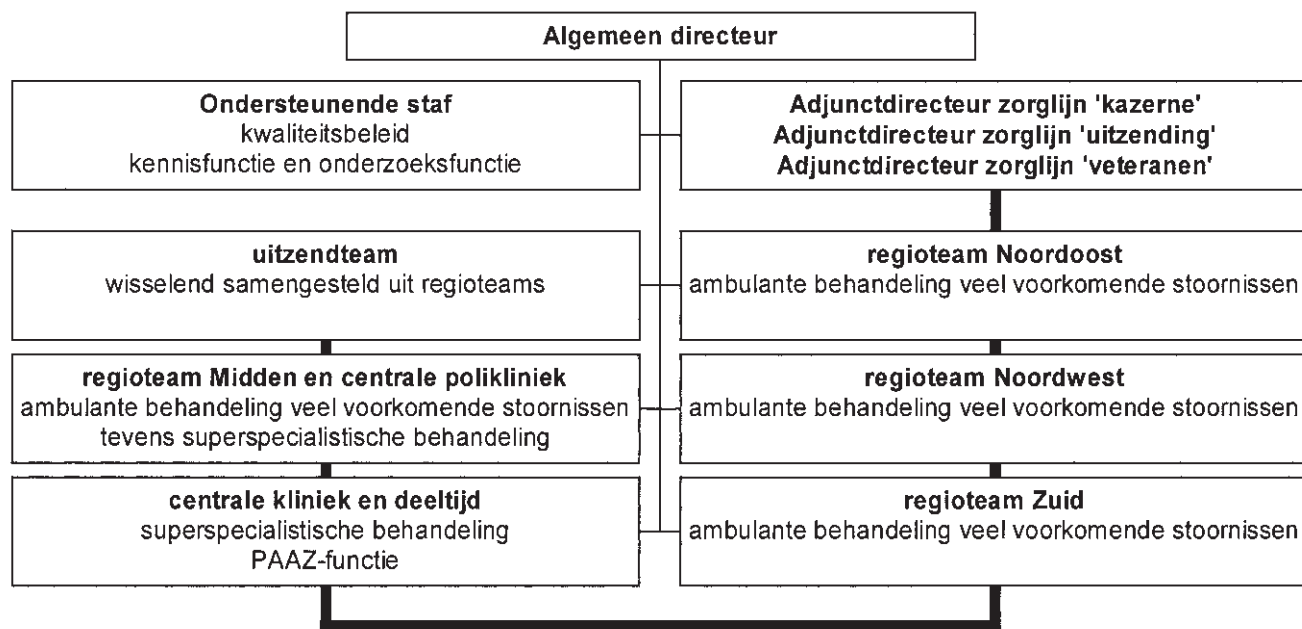 Algemeen directeur
Ondersteunende staf
kwaliteitsbeleid
kennisfunctie en onderzoeksfunctie
Adjunctdirecteur zorglijn 'kazerne'
Adjunctdirecteur zorglijn 'uitzending'
Adjunctdirecteur zorglijn 'veteranen'
uitzendteam
wisselend samengesteld uit regioteams
regioteam Noordoost
ambulante behandeling veel voorkomende stoornissen
regioteam Midden en centrale polikliniek
ambulante behandeling veel voorkomende stoornissen
tevens superspecialistische behandeling
regioteam Noordwest
ambulante behandeling veel voorkomende stoornissen
centrale kliniek en deeltijd
superspecialistische behandeling
PAAZ-functie
regioteam Zuid
ambulante behandeling veel voorkomende stoornissen